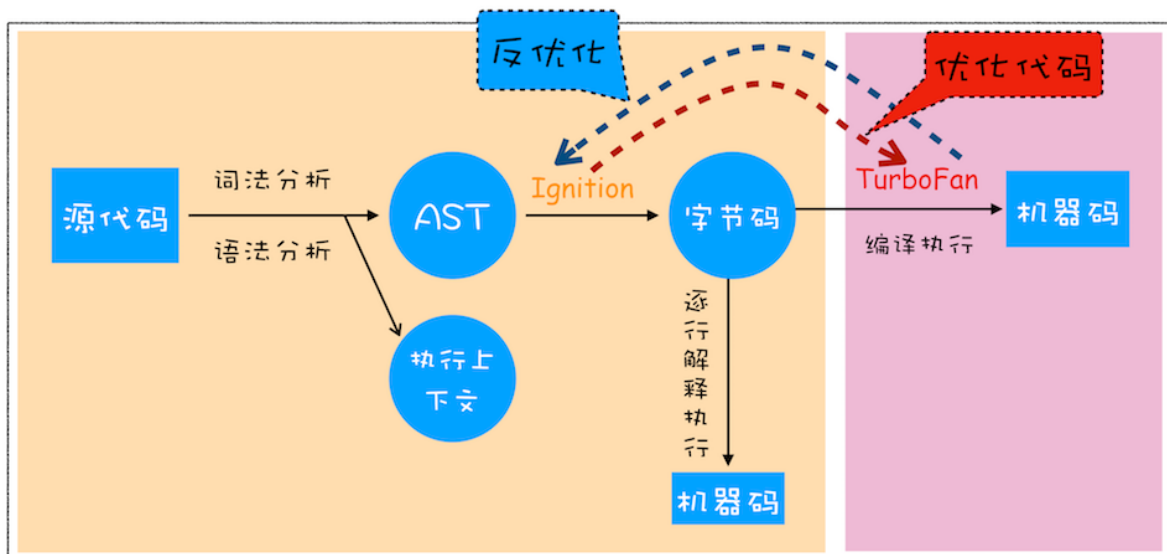 反优化
优化代码
源代码
词法分析
语法分析
AST
Ignition
字节码
TurboFan
编译执行
机器码
执行上
下文
逐
行
解
释
执
行
机器码